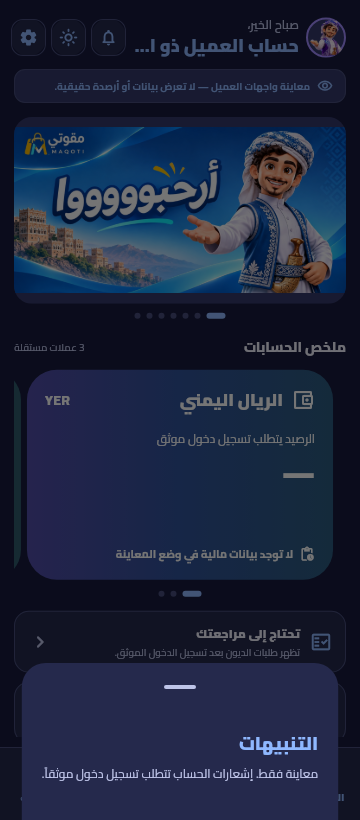 صباح الخير،
حساب العميل ذو ا...
معاينة واجهات العميل — لا تعرض بيانات أو أرصدة حقيقية.
مقوتي
MAQOTI
أرحبوووووا
ملخص الحسابات
3 عملات مستقلة
الريال اليمني
YER
الرصيد يتطلب تسجيل دخول موثق
لا توجد بيانات مالية في وضع المعاينة
تحتاج إلى مراجعتك
تظهر طلبات الديون بعد تسجيل الدخول الموثق.
التنبيهات
معاينة فقط. إشعارات الحساب تتطلب تسجيل دخول موثقاً.